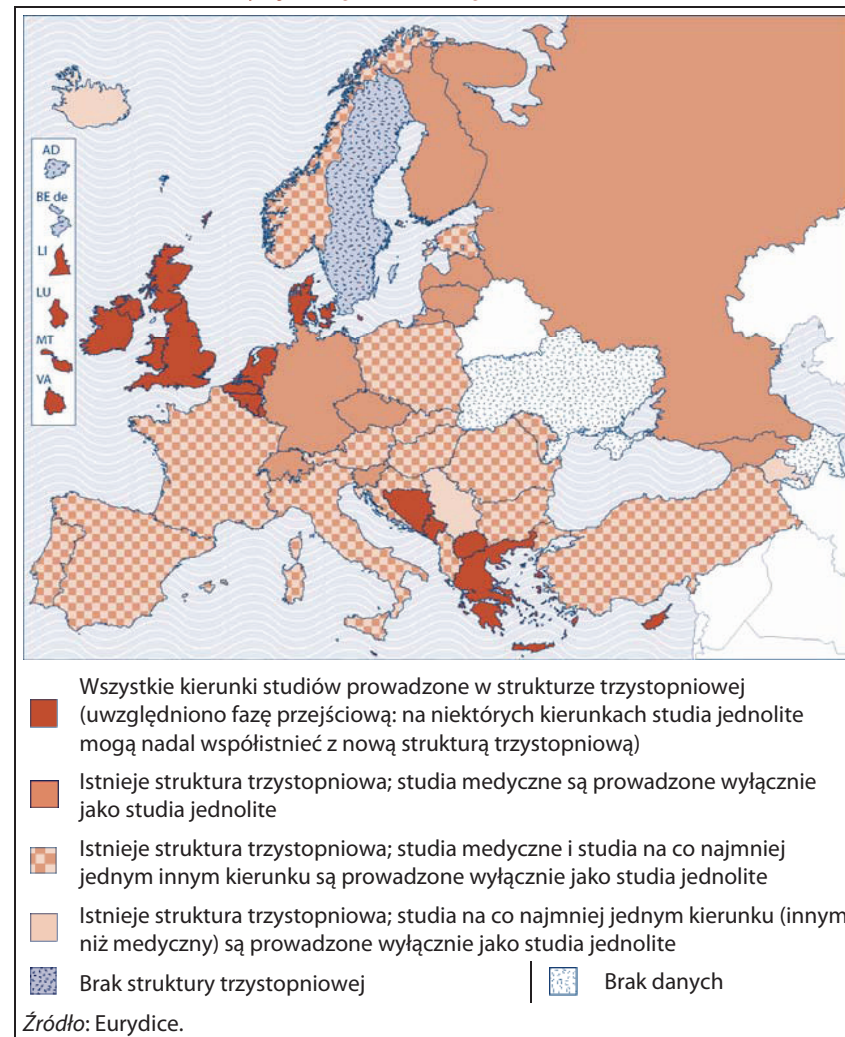 AD
BE de
LI
LU
MT
VA
Wszystkie kierunki studiów prowadzone w strukturze trzystopniowej
(uwzględniono fazę przejściową: na niektórych kierunkach studia jednolite
mogą nadal współistnieć z nową strukturą trzystopniową)
Istnieje struktura trzystopniowa; studia medyczne są prowadzone wyłącznie
jako studia jednolite
Istnieje struktura trzystopniowa; studia medyczne i studia na co najmniej
jednym innym kierunku są prowadzone wyłącznie jako studia jednolite
Istnieje struktura trzystopniowa; studia na co najmniej jednym kierunku (innym
niż medyczny) są prowadzone wyłącznie jako studia jednolite
Brak struktury trzystopniowej
Brak danych
Źródło: Eurydice.